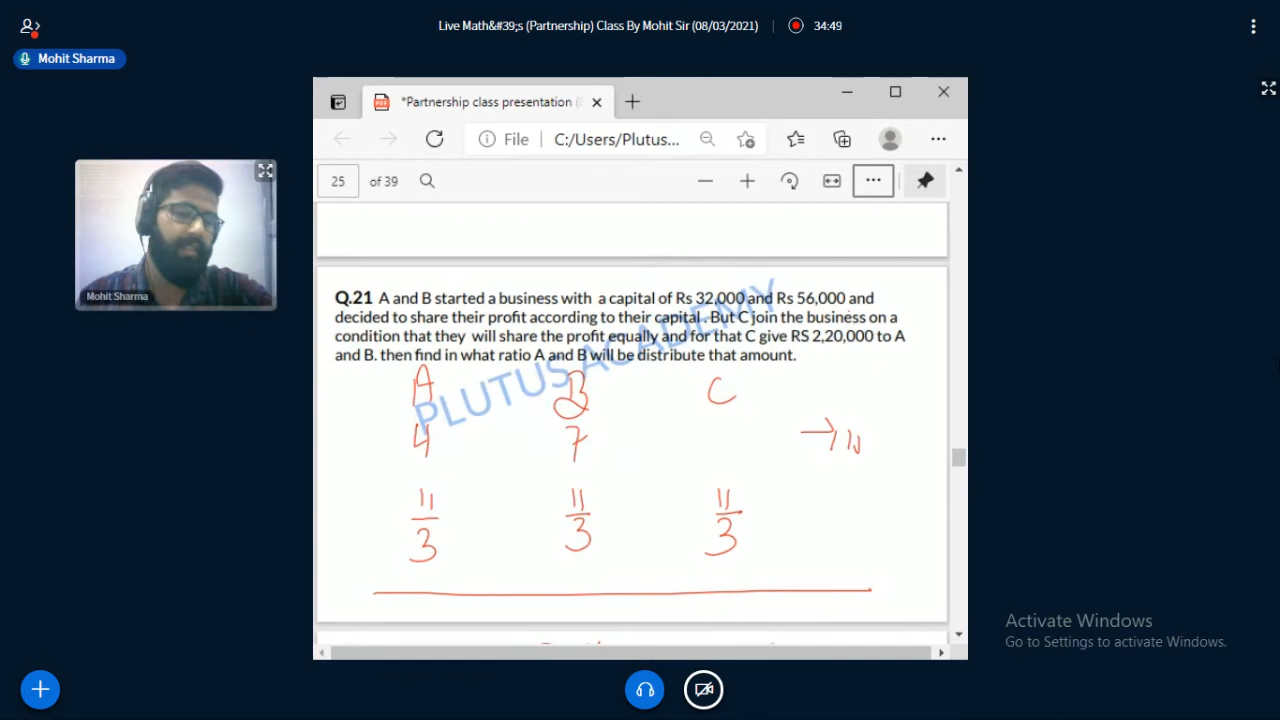 Live Math&#39;s (Partnership) Class By Mohit Sir (08/03/2021)
34:49
Mohit Sharma
*Partnership class presentation (
File
C:/Users/Plutus...
25
of 39
Mohit Sharma
Q.21 A and B started a business with a capital of Rs 32,000 and Rs 56,000 and
decided to share their profit according to their capital . But C join the business on a
condition that they will share the profit equally and for that C give RS 2,20,000 to A
and B. then find in what ratio A and B will be distribute that amount.
PLUTUS ACADEMY
A B C
4 7
11/3 11/3 11/3
Activate Windows
Go to Settings to activate Windows.